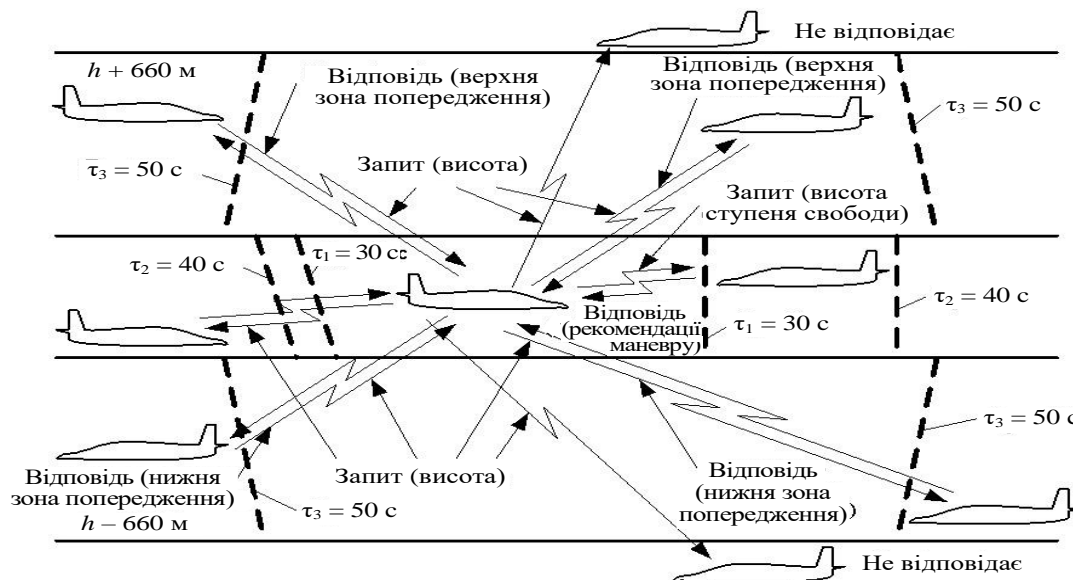 Не відповідає
h + 660 м
Відповідь (верхня
зона попередження)
Відповідь (верхня
зона попередження)
τ3 = 50 с
τ3 = 50 с
Запит (висота)
Запит (висота
ступеня свободи)
τ2 = 40 с
τ1 = 30 сс
Відповідь
(рекомендації
маневру)
τ1 = 30 с
τ2 = 40 с
τ3 = 50 с
Відповідь (нижня
зона попередження)
h – 660 м
Запит (висота)
τ3 = 50 с
Відповідь
(нижня зона
попередження))
Не відповідає